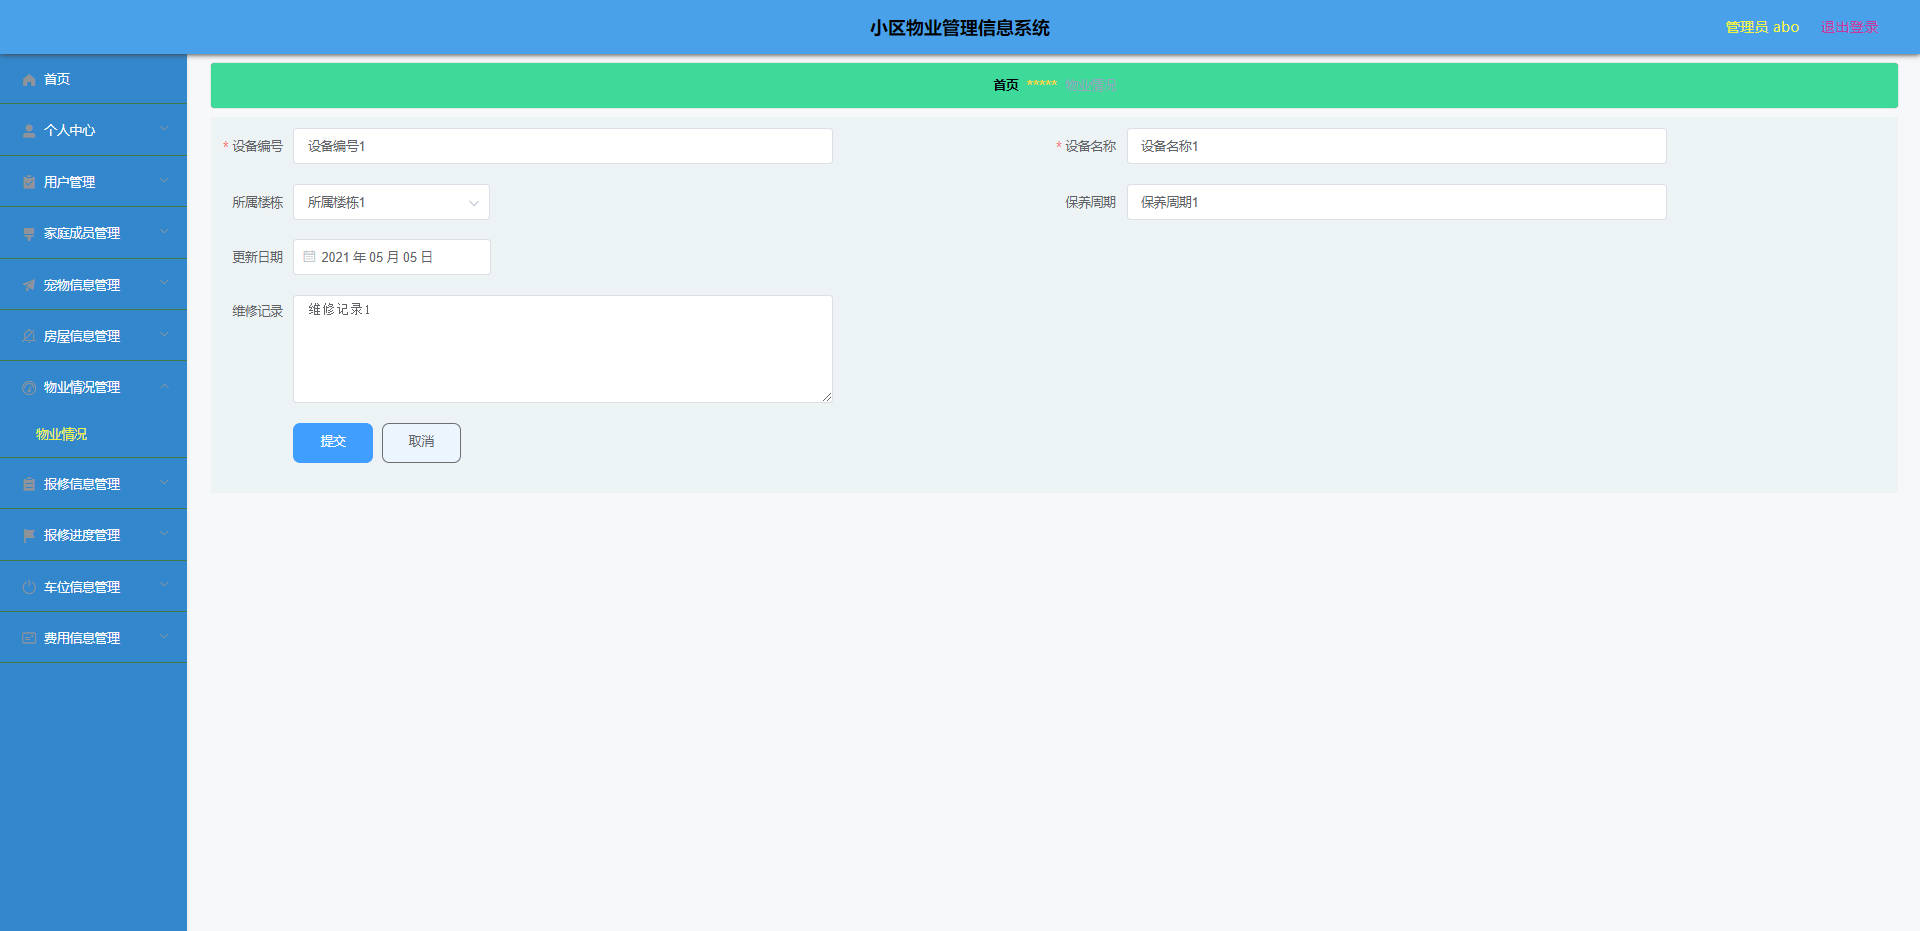 小区物业管理信息系统
管理员 abo 退出登录
首页
个人中心
用户管理
家庭成员管理
宠物信息管理
房屋信息管理
物业情况管理
物业情况
报修信息管理
报修进度管理
车位信息管理
费用信息管理
首页 ***** 物业情况
* 设备编号 设备编号1
* 设备名称 设备名称1
所属楼栋 所属楼栋1
保养周期 保养周期1
更新日期 2021 年 05 月 05 日
维修记录 维修记录1
提交 取消